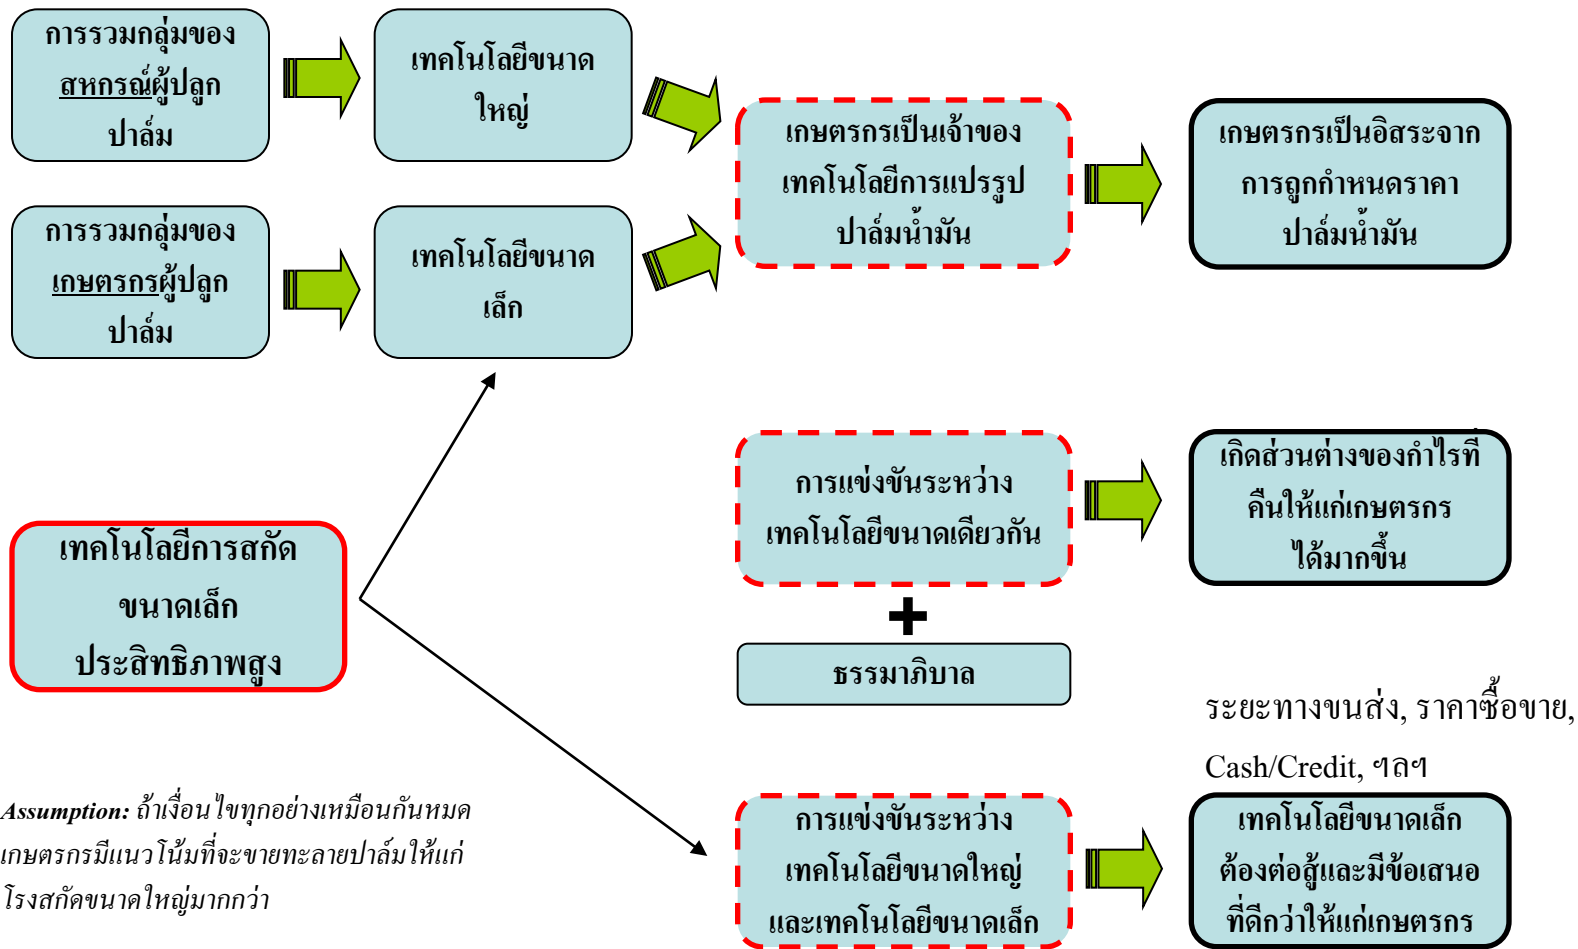 การรวมกลุ่มของ
สหกรณ์ผู้ปลูก
ปาล์ม
เทคโนโลยีขนาด
ใหญ่
เกษตรกรเป็นเจ้าของ
เทคโนโลยีการแปรรูป
ปาล์มน้ำมัน
เกษตรกรเป็นอิสระจาก
การถูกกำหนดราคา
ปาล์มน้ำมัน
การรวมกลุ่มของ
เกษตรกรผู้ปลูก
ปาล์ม
เทคโนโลยีขนาด
เล็ก
การแข่งขันระหว่าง
เทคโนโลยีขนาดเดียวกัน
เกิดส่วนต่างของกำไรที่
คืนให้แก่เกษตรกร
ได้มากขึ้น
เทคโนโลยีการสกัด
ขนาดเล็ก
ประสิทธิภาพสูง
+
ธรรมาภิบาล
ระยะทางขนส่ง, ราคาซื้อขาย,
Cash/Credit, ฯลฯ
Assumption: ถ้าเงื่อนไขทุกอย่างเหมือนกันหมด
เกษตรกรมีแนวโน้มที่จะขายทะลายปาล์มให้แก่
โรงสกัดขนาดใหญ่มากกว่า
การแข่งขันระหว่าง
เทคโนโลยีขนาดใหญ่
และเทคโนโลยีขนาดเล็ก
เทคโนโลยีขนาดเล็ก
ต้องต่อสู้และมีข้อเสนอ
ที่ดีกว่าให้แก่เกษตรกร